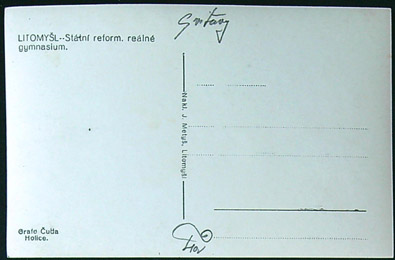 LITOMYŠL--Státní reform. reálné
gymnasium.
Nakl. J. Metyš, Litomyšl
Grafo Čuda
Holice.